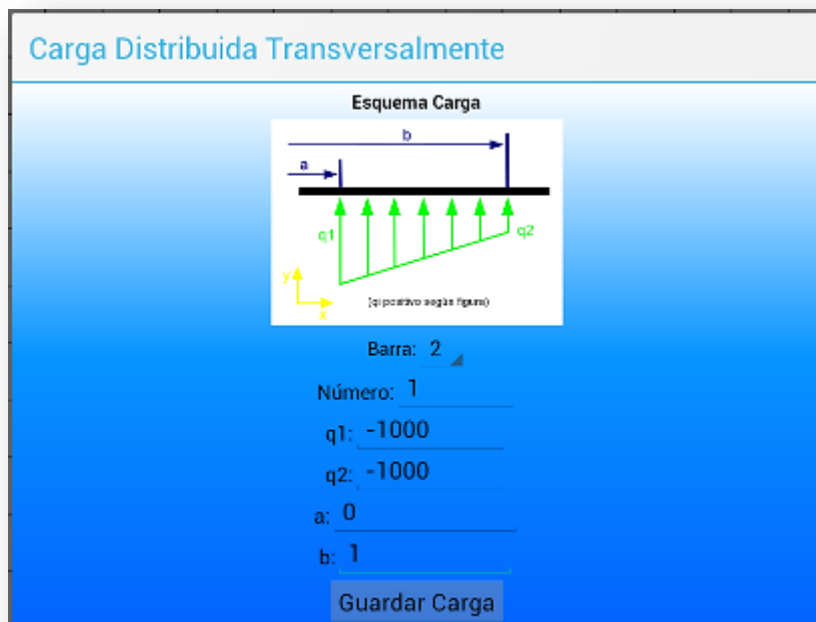 Carga Distribuida Transversalmente
Esquema Carga
b
a
q1
q2
y
x
(qi positivo según figura)
Barra: 2
Número: 1
q1: -1000
q2: -1000
a: 0
b: 1
Guardar Carga